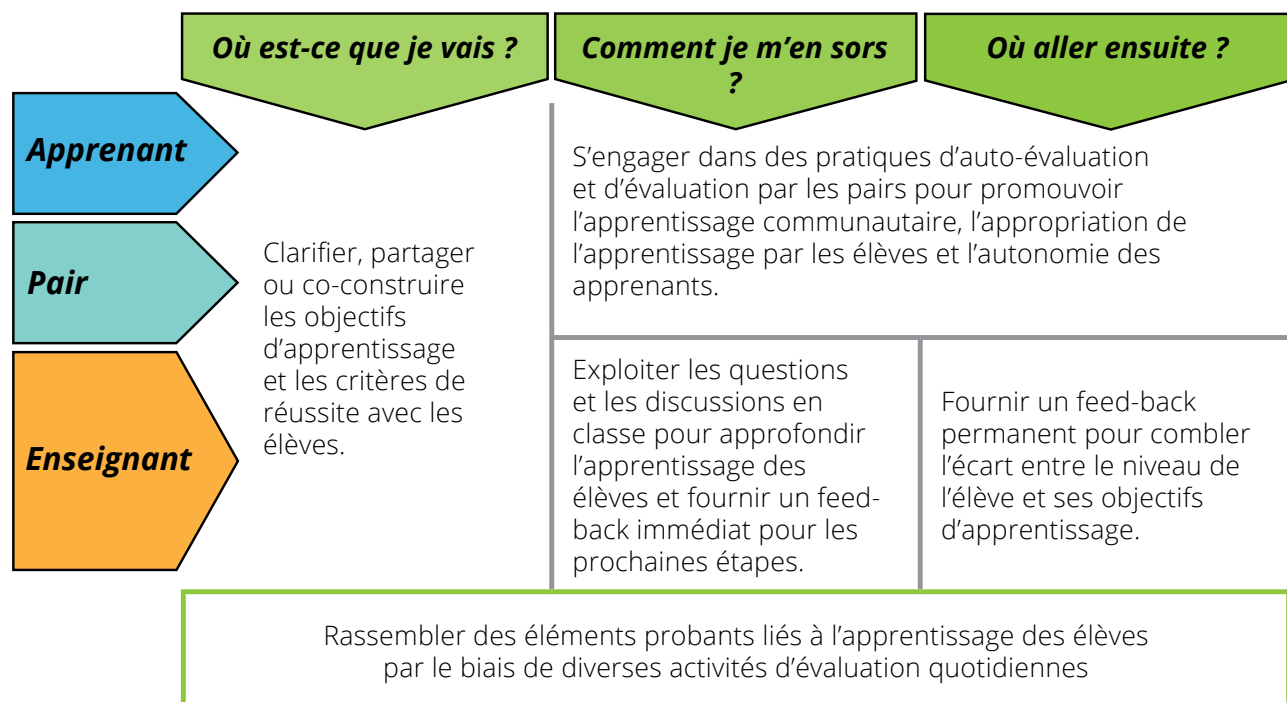 Où est-ce que je vais ?
Comment je m’en sors
?
Où aller ensuite ?
Apprenant
Pair
Enseignant
Clarifier, partager
ou co-construire
les objectifs
d’apprentissage
et les critères de
réussite avec les
élèves.
S’engager dans des pratiques d’auto-évaluation
et d’évaluation par les pairs pour promouvoir
l’apprentissage communautaire, l’appropriation de
l’apprentissage par les élèves et l’autonomie des
apprenants.
Exploiter les questions
et les discussions en
classe pour approfondir
l’apprentissage des
élèves et fournir un feed-
back immédiat pour les
prochaines étapes.
Fournir un feed-back
permanent pour combler
l’écart entre le niveau de
l’élève et ses objectifs
d’apprentissage.
Rassembler des éléments probants liés à l’apprentissage des élèves
par le biais de diverses activités d’évaluation quotidiennes